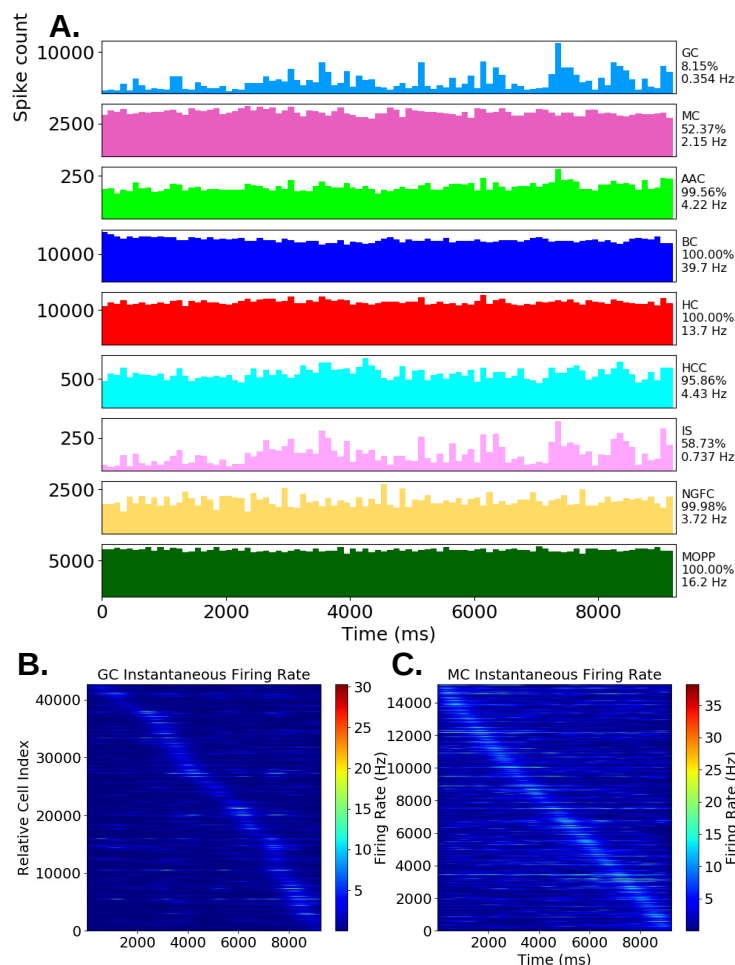 A.
Spike count
10000
GC
8.15%
0.354 Hz
2500
MC
52.37%
2.15 Hz
250
AAC
99.56%
4.22 Hz
10000
BC
100.00%
39.7 Hz
10000
HC
100.00%
13.7 Hz
500
HCC
95.86%
4.43 Hz
250
IS
58.73%
0.737 Hz
2500
NGFC
99.98%
3.72 Hz
5000
MOPP
100.00%
16.2 Hz
0 2000 4000 6000 8000
Time (ms)
B.
GC Instantaneous Firing Rate
Relative Cell Index
40000
30000
20000
10000
0
2000 4000 6000 8000
30
25
20
15
10
5
Firing Rate (Hz)
C.
MC Instantaneous Firing Rate
14000
12000
10000
8000
6000
4000
2000
0
2000 4000 6000 8000
Time (ms)
35
30
25
20
15
10
5
Firing Rate (Hz)